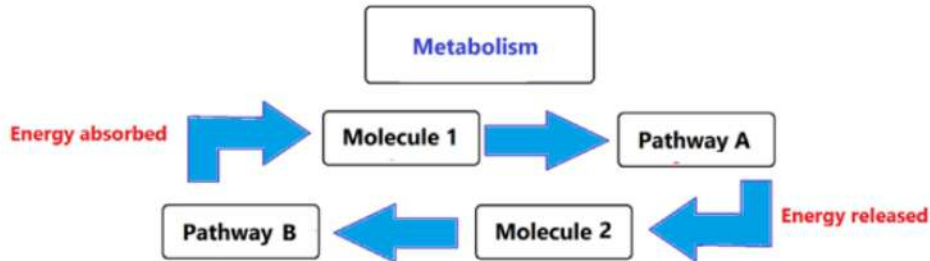 Metabolism
Energy absorbed
Molecule 1
Pathway A
Pathway B
Molecule 2
Energy released